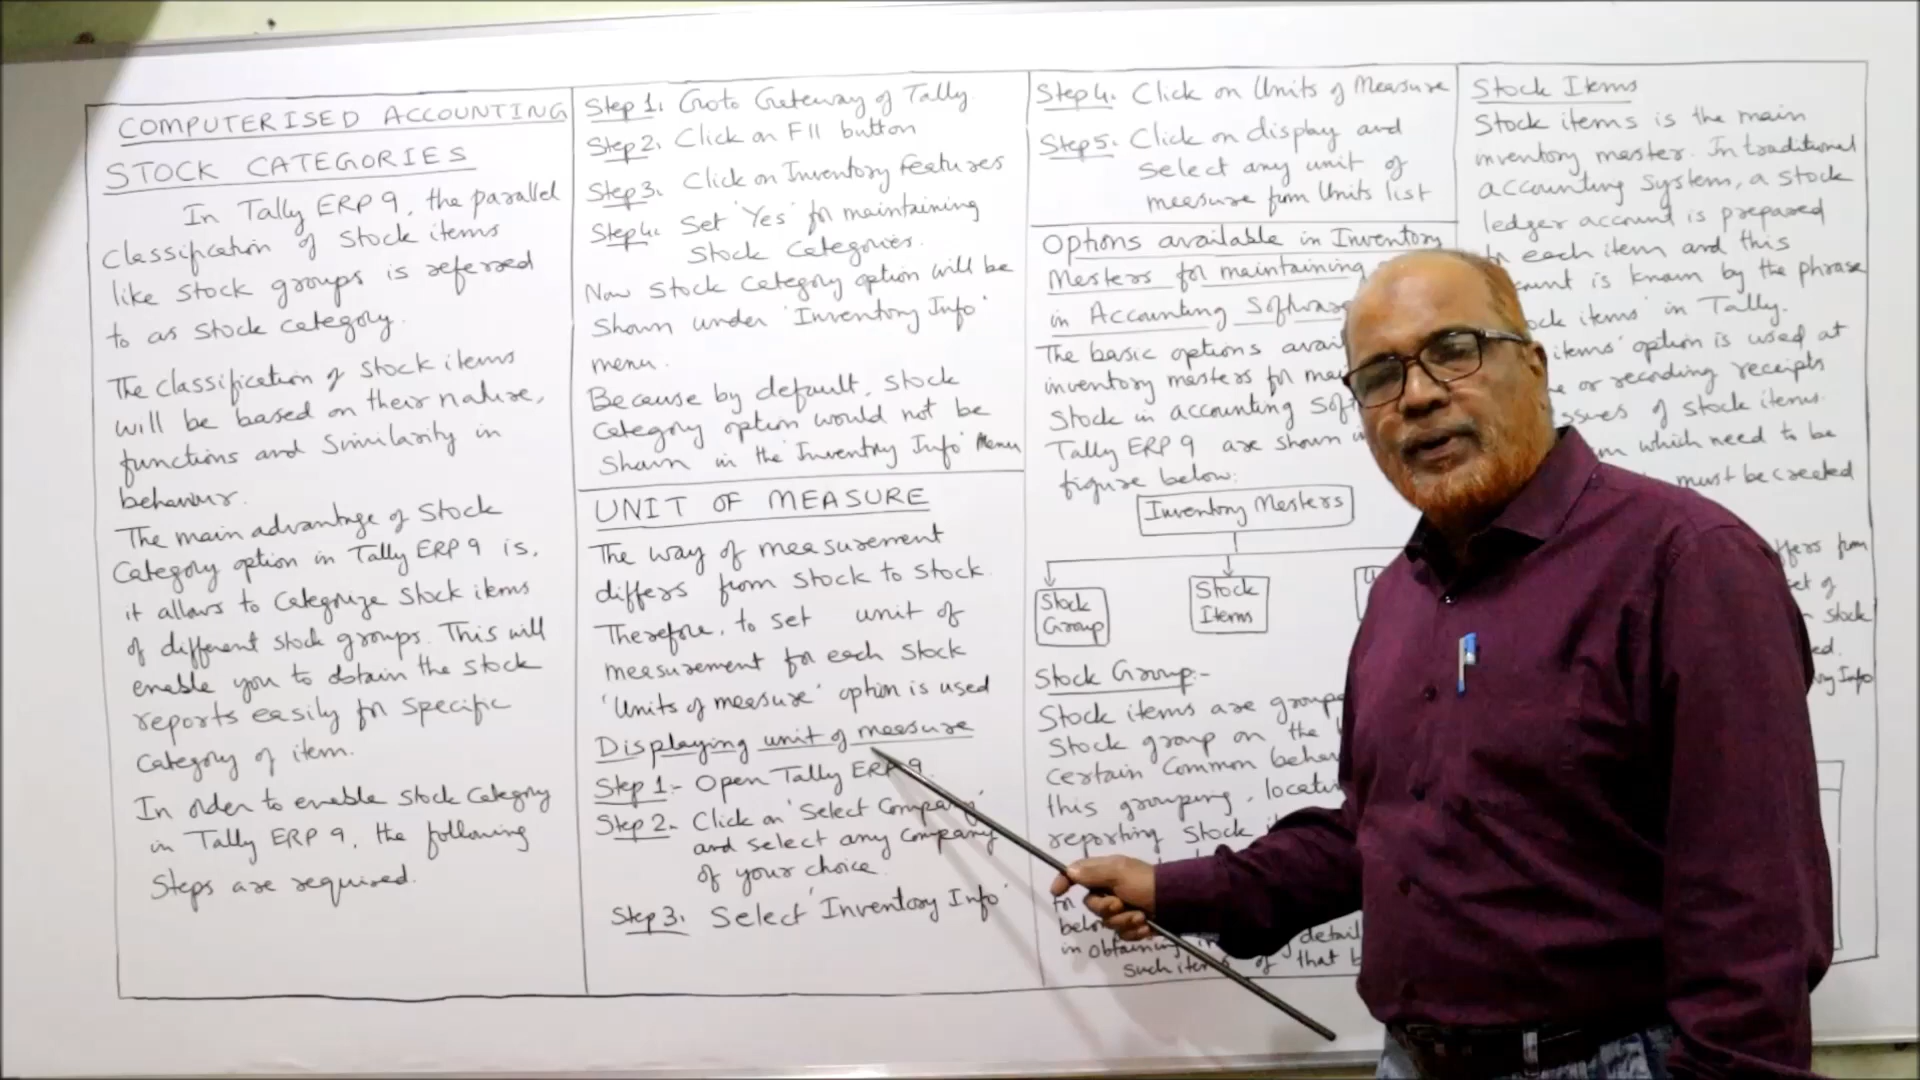 COMPUTERISED ACCOUNTING
STOCK CATEGORIES
In Tally ERP 9, the parallel
classification of stock items
like stock groups is referred
to as stock category.
The classification of stock items
will be based on their nature,
functions and similarity in
behaviour.
The main advantage of stock
category option in Tally ERP 9 is,
it allows to categorize stock items
of different stock groups. This will
enable you to obtain the stock
reports easily for specific
category of item.
In order to enable stock category
in Tally ERP 9, the following
steps are required.
Step 1. Goto Gateway of Tally.
Step 2. Click on F11 button
Step 3. Click on Inventory features
Step 4. Set 'Yes' for maintaining
Stock Categories.
Now stock category option will be
shown under 'Inventory Info'
menu.
Because by default, stock
category option would not be
shown in the 'Inventory Info' Menu
UNIT OF MEASURE
The way of measurement
differs from stock to stock.
Therefore, to set unit of
measurement for each stock
'Units of measure' option is used
Displaying unit of measure
Step 1:- Open Tally ERP 9.
Step 2. Click on 'Select Company'
and select any company
of your choice.
Step 3. Select 'Inventory Info'
Step 4. Click on Units of Measure
Step 5. Click on display and
select any unit of
measure from Units list
Options available in Inventory
Mesters for maintaining
in Accounting Software
The basic options
inventory masters for
Stock in accounting
Tally ERP 9 are shown
figure below:
Inventory Mesters
Stock
Group
Stock
Items
Stock Group:-
Stock items are
Stock group on the
certain common
this grouping,
reporting stock
in obtaining
such items of that
Stock Items
Stock items is the main
inventory master. In traditional
accounting system, a stock
ledger account is prepared
each item and this
is known by the phrase
items' in Tally.
items' option is used at
or recording receipts
of stock items.
which need to be
must be created
from
of
stock
Info